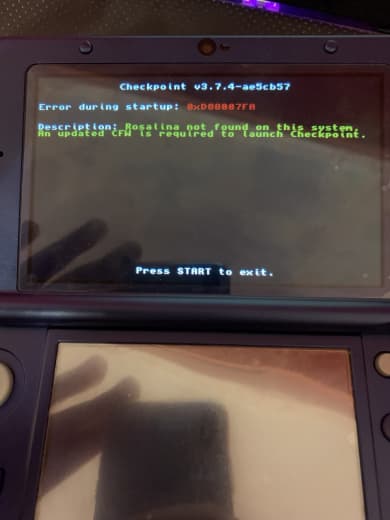 Checkpoint v3.7.4-ae5cb57
Error during startup: 0xD80007FA
Description: Rosalina not found on this system.
An updated CFW is required to launch Checkpoint.
Press START to exit.